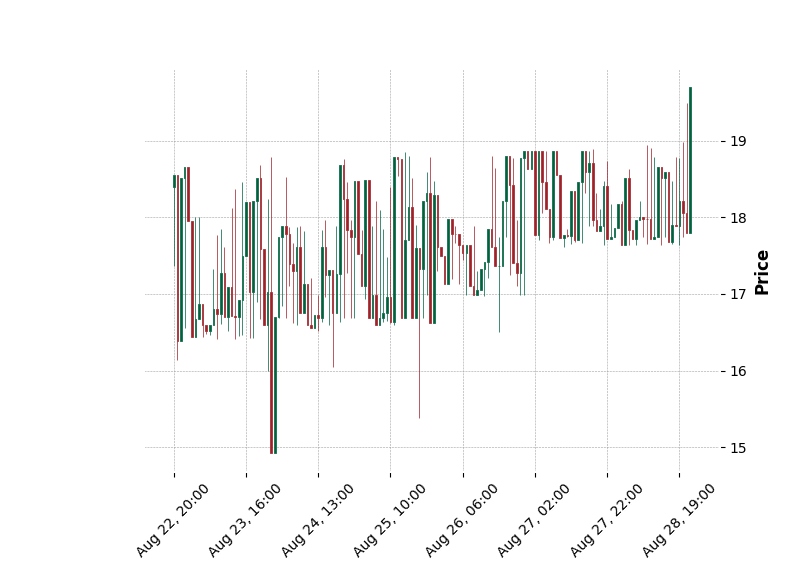 19
18
17
16
15
Price
Aug 22, 20:00
Aug 23, 16:00
Aug 24, 13:00
Aug 25, 10:00
Aug 26, 06:00
Aug 27, 02:00
Aug 27, 22:00
Aug 28, 19:00